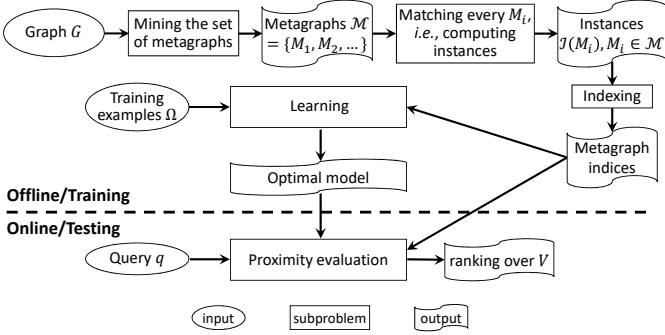 Graph G
Mining the set
of metagraphs
Metagraphs ℳ
= {M₁, M₂, …}
Matching every Mᵢ,
i.e., computing
instances
Instances
ℐ(Mᵢ), Mᵢ ∈ ℳ
Indexing
Training
examples Ω
Learning
Metagraph
indices
Optimal model
Offline/Training
Online/Testing
Query q
Proximity evaluation
ranking over V
input
subproblem
output